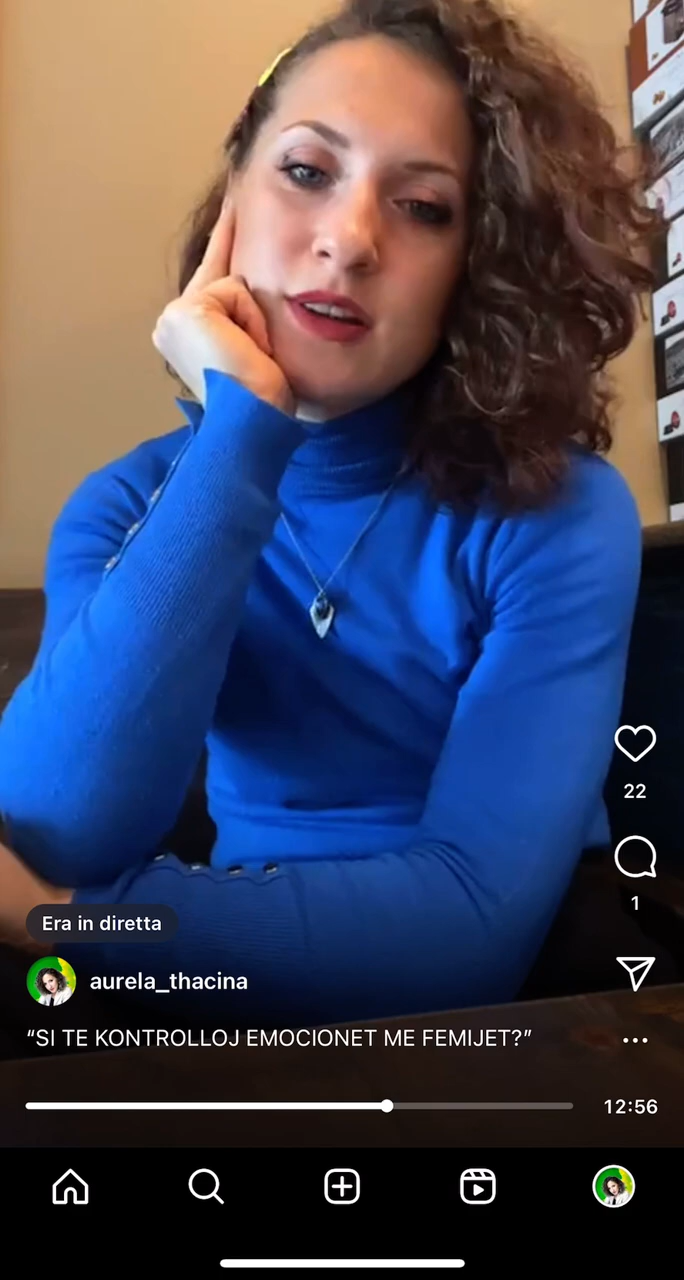 22
1
Era in diretta
aurela_thacina
“SI TE KONTROLLOJ EMOCIONET ME FEMIJET?”
12:56